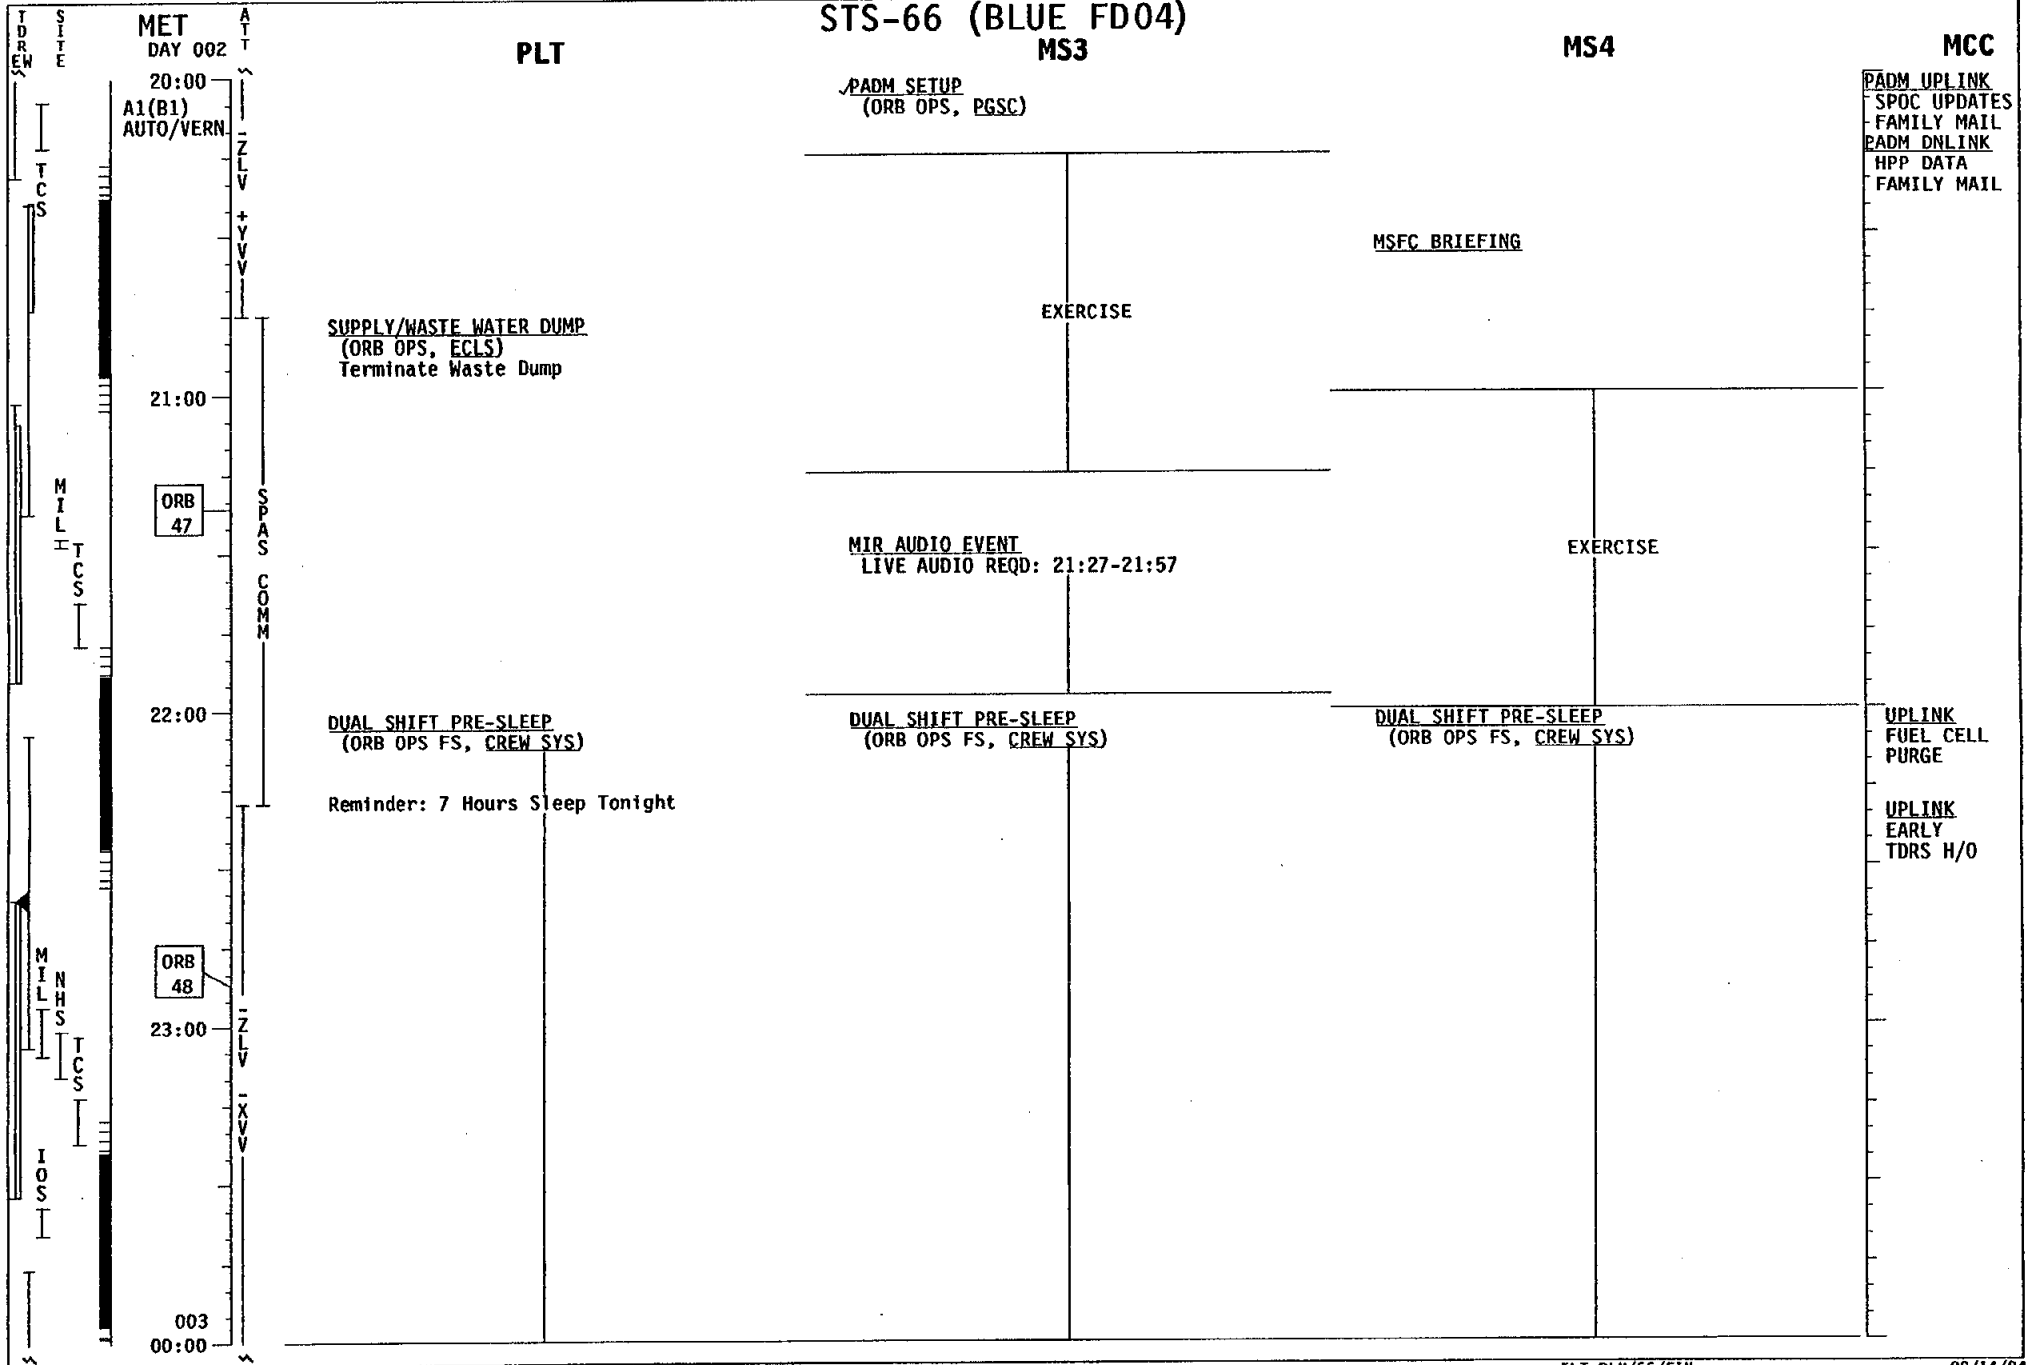 STS-66 (BLUE FD04)
TDRS
E W
SITE
MET
DAY 002
ATT
PLT
MS3
MS4
MCC
20:00
A1(B1)
AUTO/VERN
-ZLV +YVV
TCS
√PADM SETUP
(ORB OPS, PGSC)
PADM UPLINK
SPOC UPDATES
FAMILY MAIL
PADM DNLINK
HPP DATA
FAMILY MAIL
MSFC BRIEFING
EXERCISE
SUPPLY/WASTE WATER DUMP
(ORB OPS, ECLS)
Terminate Waste Dump
21:00
MIL
ORB
47
SPAS COMM
TCS
MIR AUDIO EVENT
LIVE AUDIO REQD: 21:27-21:57
EXERCISE
22:00
DUAL SHIFT PRE-SLEEP
(ORB OPS FS, CREW SYS)
DUAL SHIFT PRE-SLEEP
(ORB OPS FS, CREW SYS)
DUAL SHIFT PRE-SLEEP
(ORB OPS FS, CREW SYS)
UPLINK
FUEL CELL
PURGE
Reminder: 7 Hours Sleep Tonight
UPLINK
EARLY
TDRS H/O
MIL
NHS
ORB
48
23:00
-ZLV -XVV
TCS
IOS
003
00:00